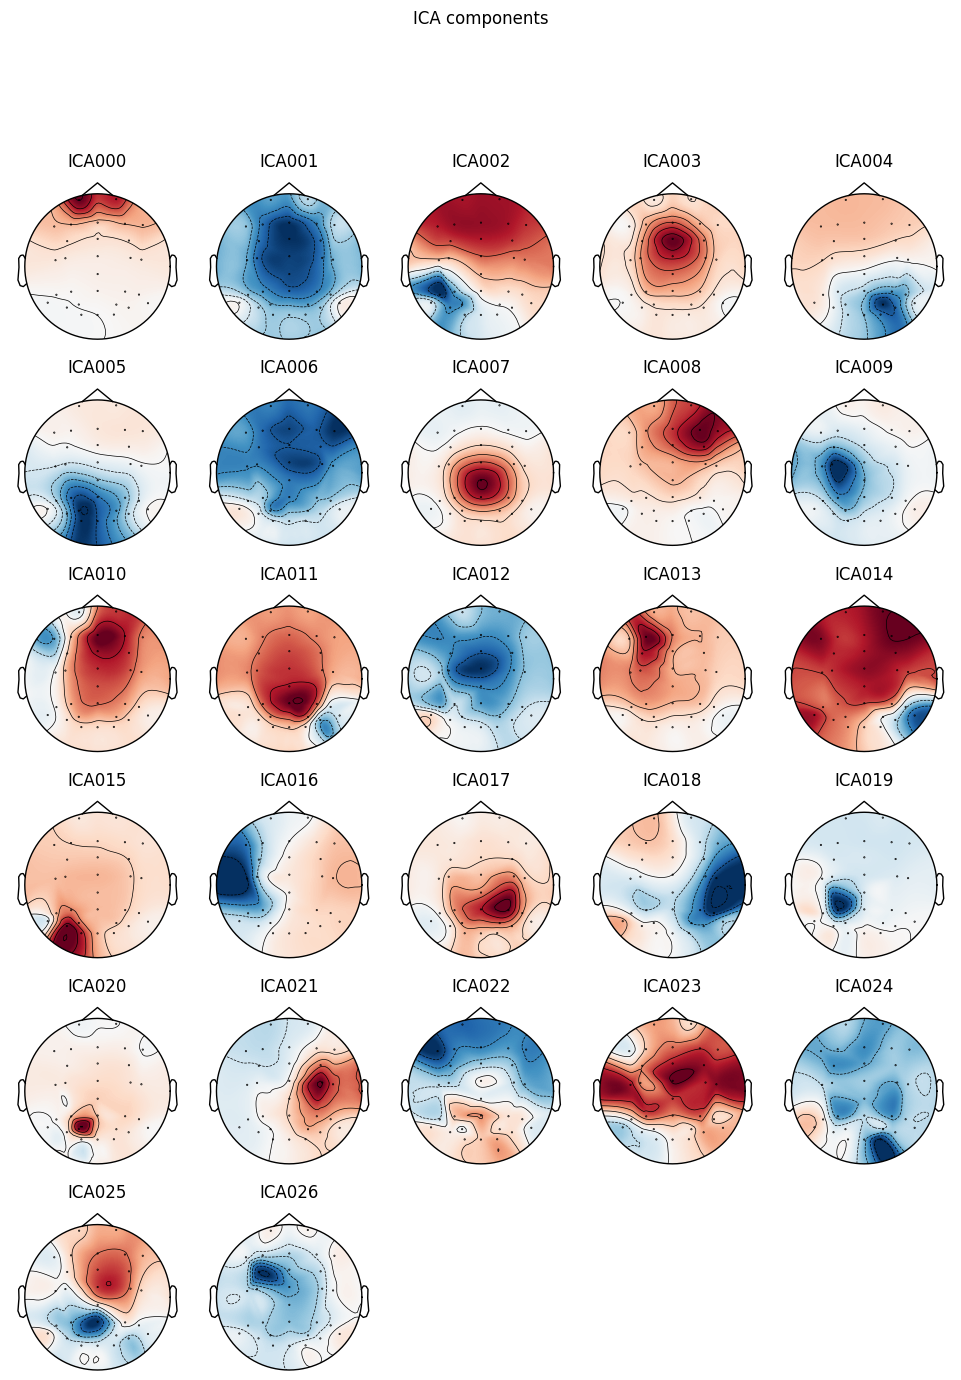 ICA components
ICA000 ICA001 ICA002 ICA003 ICA004
ICA005 ICA006 ICA007 ICA008 ICA009
ICA010 ICA011 ICA012 ICA013 ICA014
ICA015 ICA016 ICA017 ICA018 ICA019
ICA020 ICA021 ICA022 ICA023 ICA024
ICA025 ICA026